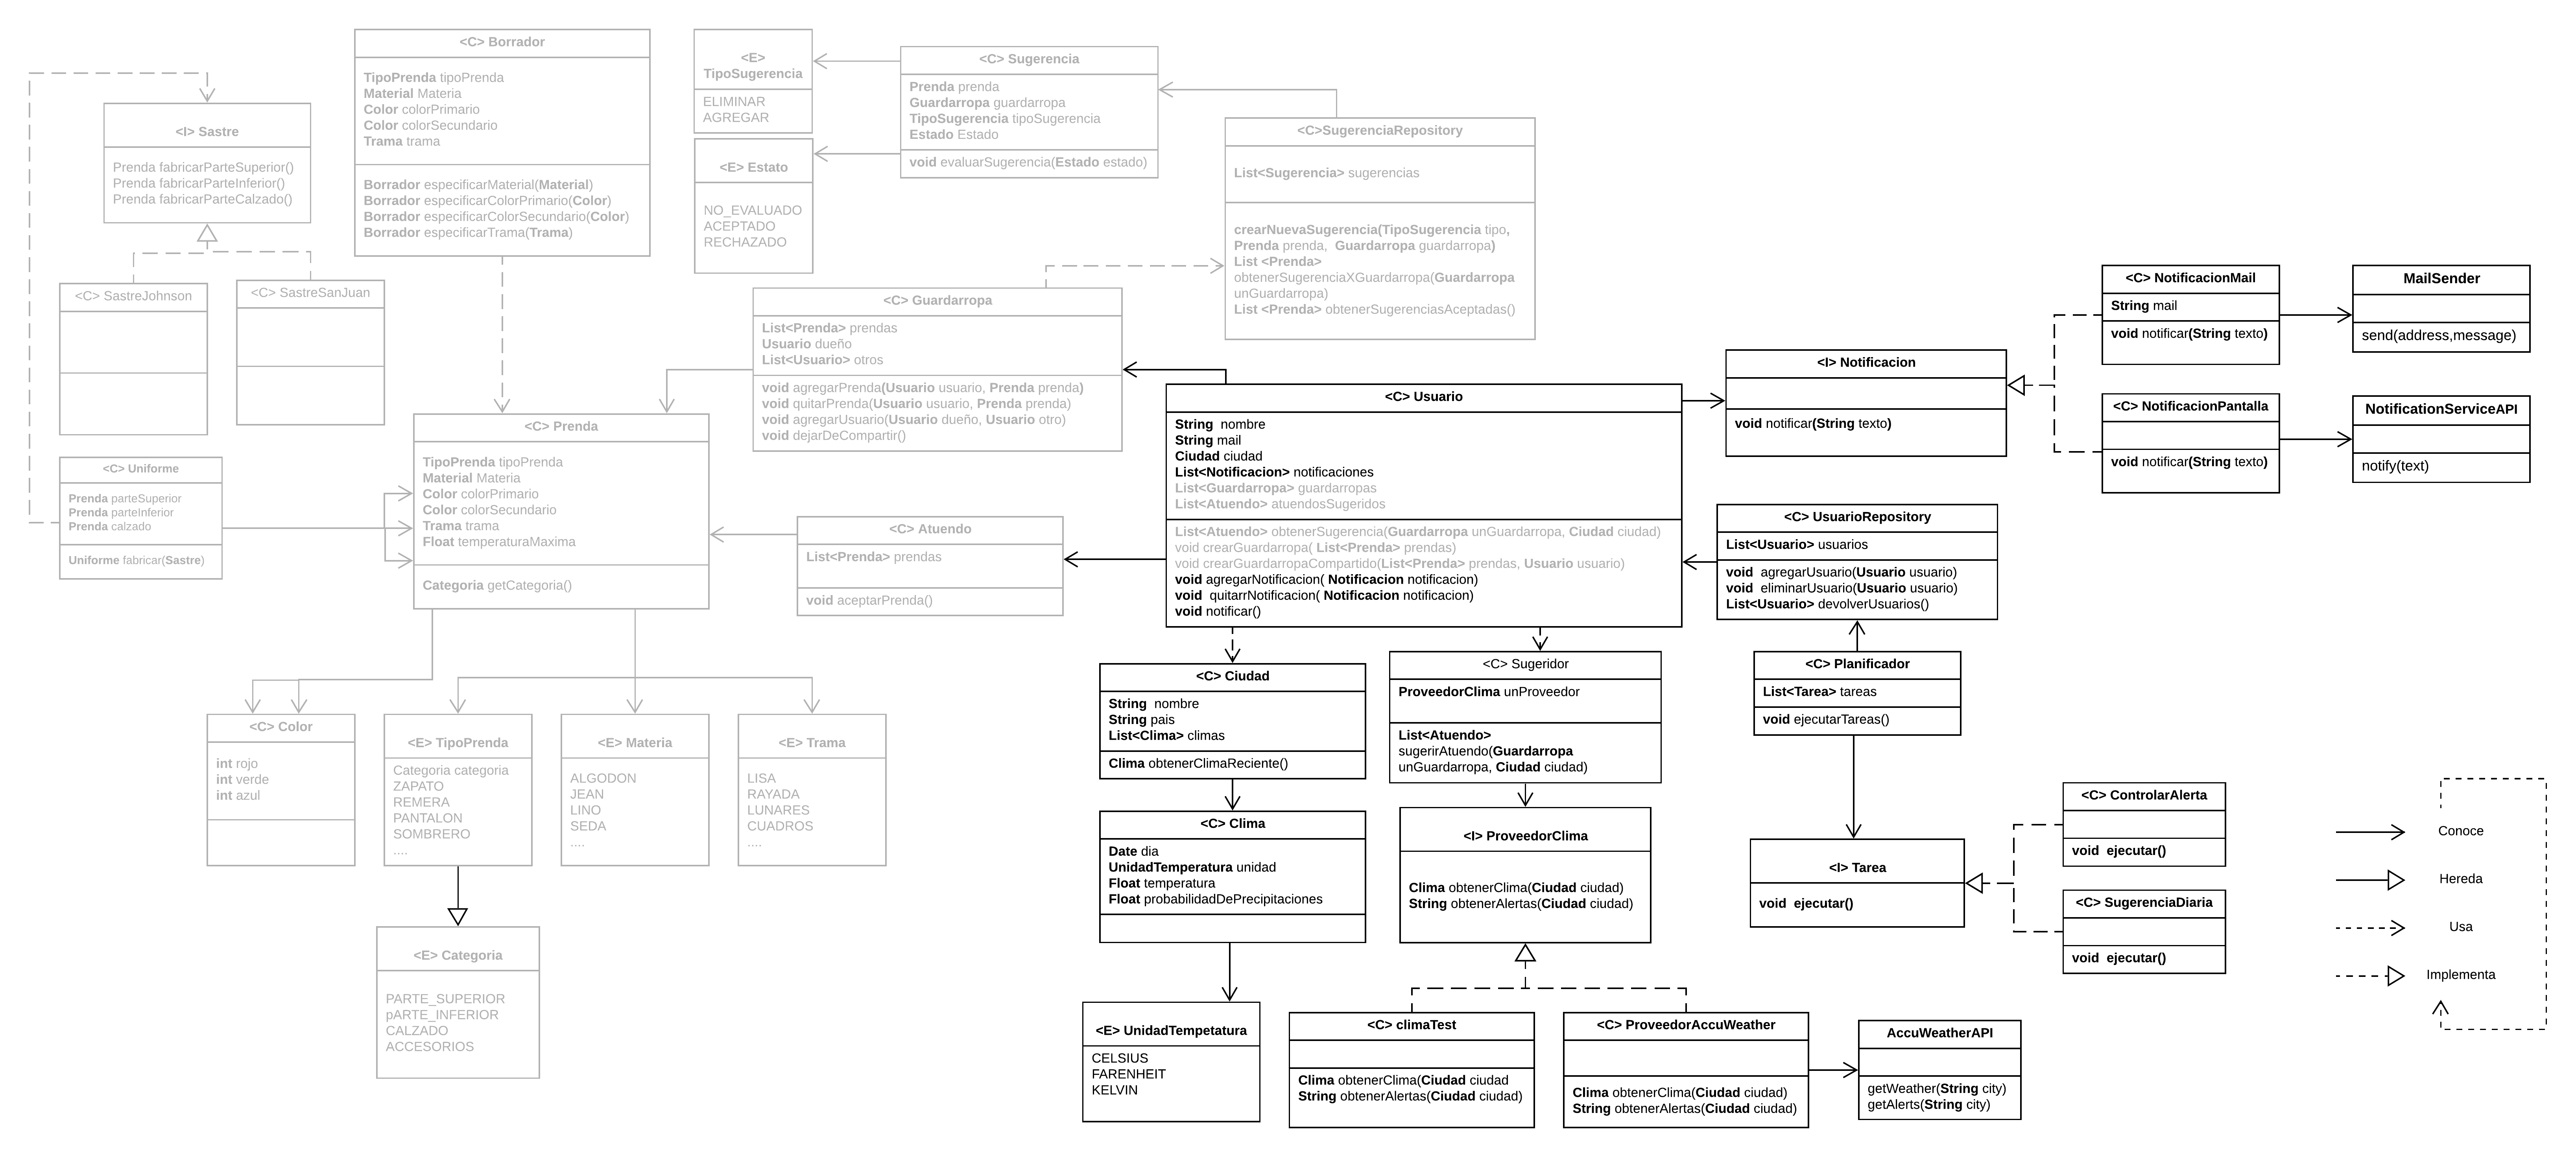 <C> Borrador
TipoPrenda tipoPrenda
Material Materia
Color colorPrimario
Color colorSecundario
Trama trama
Borrador especificarMaterial(Material)
Borrador especificarColorPrimario(Color)
Borrador especificarColorSecundario(Color)
Borrador especificarTrama(Trama)
<E>
TipoSugerencia
ELIMINAR
AGREGAR
<C> Sugerencia
Prenda prenda
Guardarropa guardarropa
TipoSugerencia tipoSugerencia
Estado Estado
void evaluarSugerencia(Estado estado)
<I> Sastre
Prenda fabricarParteSuperior()
Prenda fabricarParteInferior()
Prenda fabricarParteCalzado()
<E> Estato
NO_EVALUADO
ACEPTADO
RECHAZADO
<C>SugerenciaRepository
List<Sugerencia> sugerencias
crearNuevaSugerencia(TipoSugerencia tipo,
Prenda prenda, Guardarropa guardarropa)
List <Prenda>
obtenerSugerenciaXGuardarropa(Guardarropa
unGuardarropa)
List <Prenda> obtenerSugerenciasAceptadas()
<C> SastreJohnson
<C> SastreSanJuan
<C> Guardarropa
List<Prenda> prendas
Usuario dueño
List<Usuario> otros
void agregarPrenda(Usuario usuario, Prenda prenda)
void quitarPrenda(Usuario usuario, Prenda prenda)
void agregarUsuario(Usuario dueño, Usuario otro)
void dejarDeCompartir()
<C> NotificacionMail
String mail
void notificar(String texto)
MailSender
send(address,message)
<I> Notificacion
void notificar(String texto)
<C> NotificacionPantalla
void notificar(String texto)
NotificationServiceAPI
notify(text)
<C> Usuario
String nombre
String mail
Ciudad ciudad
List<Notificacion> notificaciones
List<Guardarropa> guardarropas
List<Atuendo> atuendosSugeridos
List<Atuendo> obtenerSugerencia(Guardarropa unGuardarropa, Ciudad ciudad)
void crearGuardarropa( List<Prenda> prendas)
void crearGuardarropaCompartido(List<Prenda> prendas, Usuario usuario)
void agregarNotificacion( Notificacion notificacion)
void quitarrNotificacion( Notificacion notificacion)
void notificar()
<C> Prenda
TipoPrenda tipoPrenda
Material Materia
Color colorPrimario
Color colorSecundario
Trama trama
Float temperaturaMaxima
Categoria getCategoria()
<C> Uniforme
Prenda parteSuperior
Prenda parteInferior
Prenda calzado
Uniforme fabricar(Sastre)
<C> Atuendo
List<Prenda> prendas
void aceptarPrenda()
<C> UsuarioRepository
List<Usuario> usuarios
void agregarUsuario(Usuario usuario)
void eliminarUsuario(Usuario usuario)
List<Usuario> devolverUsuarios()
<C> Ciudad
String nombre
String pais
List<Clima> climas
Clima obtenerClimaReciente()
<C> Sugeridor
ProveedorClima unProveedor
List<Atuendo>
sugerirAtuendo(Guardarropa
unGuardarropa, Ciudad ciudad)
<C> Planificador
List<Tarea> tareas
void ejecutarTareas()
<C> Color
int rojo
int verde
int azul
<E> TipoPrenda
Categoria categoria
ZAPATO
REMERA
PANTALON
SOMBRERO
....
<E> Materia
ALGODON
JEAN
LINO
SEDA
....
<E> Trama
LISA
RAYADA
LUNARES
CUADROS
....
<C> Clima
Date dia
UnidadTemperatura unidad
Float temperatura
Float probabilidadDePrecipitaciones
<I> ProveedorClima
Clima obtenerClima(Ciudad ciudad)
String obtenerAlertas(Ciudad ciudad)
<I> Tarea
void ejecutar()
<C> ControlarAlerta
void ejecutar()
<C> SugerenciaDiaria
void ejecutar()
Conoce
Hereda
Usa
Implementa
<E> Categoria
PARTE_SUPERIOR
pARTE_INFERIOR
CALZADO
ACCESORIOS
<E> UnidadTempetatura
CELSIUS
FARENHEIT
KELVIN
<C> climaTest
Clima obtenerClima(Ciudad ciudad
String obtenerAlertas(Ciudad ciudad)
<C> ProveedorAccuWeather
Clima obtenerClima(Ciudad ciudad)
String obtenerAlertas(Ciudad ciudad)
AccuWeatherAPI
getWeather(String city)
getAlerts(String city)